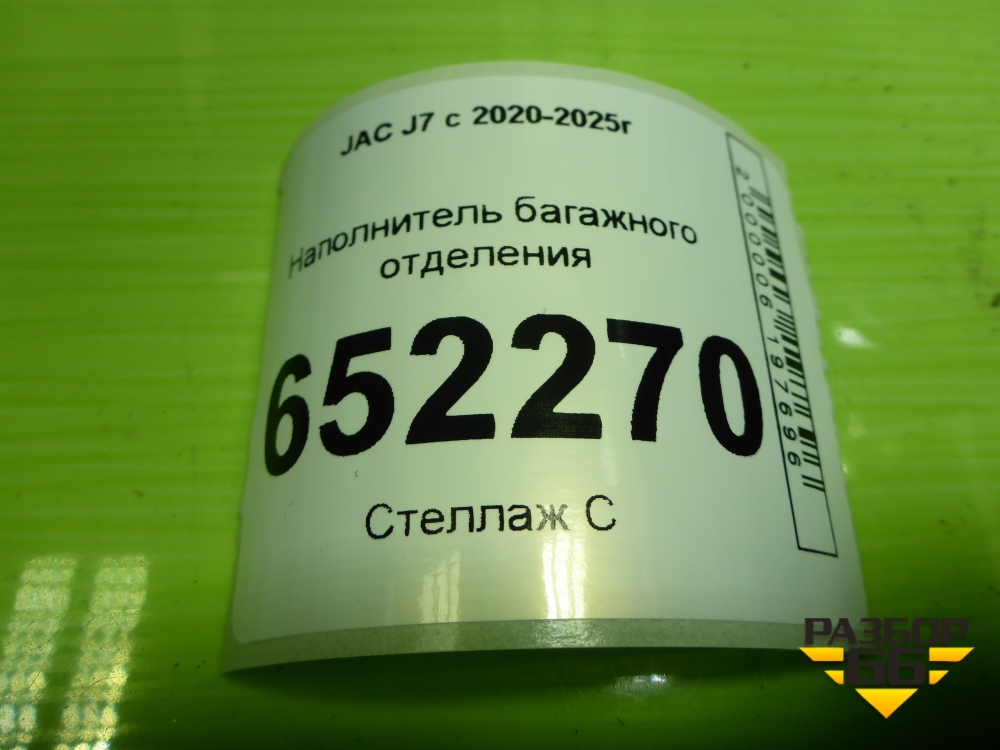 JAC J7 с 2020-2025г
Наполнитель багажного
отделения
652270
Стеллаж С
2000006197696
РАЗБОР
66